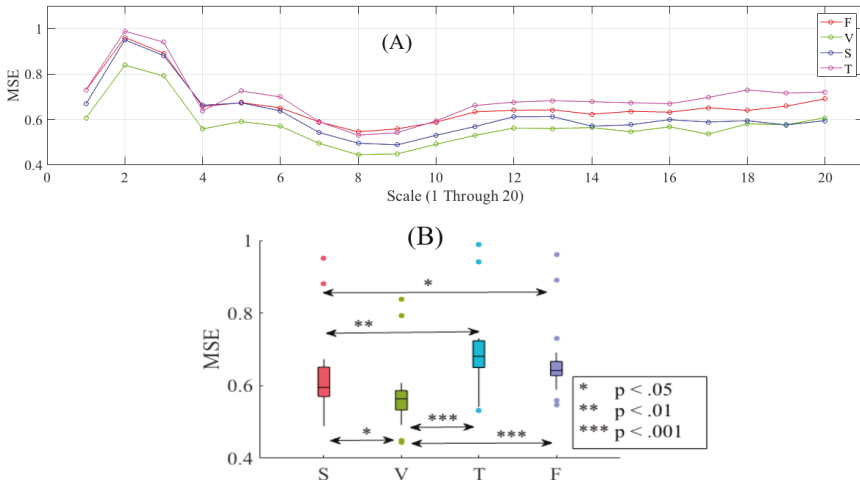 1
0.8
0.6
0.4
MSE
(A)
F
V
S
T
0 2 4 6 8 10 12 14 16 18 20
Scale (1 Through 20)
(B)
1
0.8
0.6
0.4
MSE
*
**
***
*
***
* p < .05
** p < .01
*** p < .001
S V T F